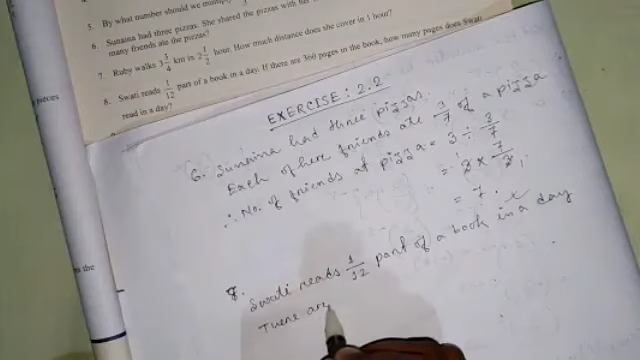 5. By what number should we
6. Sunaina had three pizzas. She shared the pizzas with
many friends ate the pizzas?
7. Ruby walks 3 3/4 km in 2 1/2 hour. How much distance does she cover in 1 hour?
8. Swati reads 1/12 part of a book in a day. If there are 360 pages in the book, how many pages does Swati
read in a day?
pieces
as the
EXERCISE : 2.2
6. Sunaina had three pizzas.
Each of here friends ate 3/7 of a pizza
∴ No. of friends at pizza = 3 ÷ 3/7
= 3 × 7/3
= 7.
8. Swati reads 1/12 part of a book in a day
There are